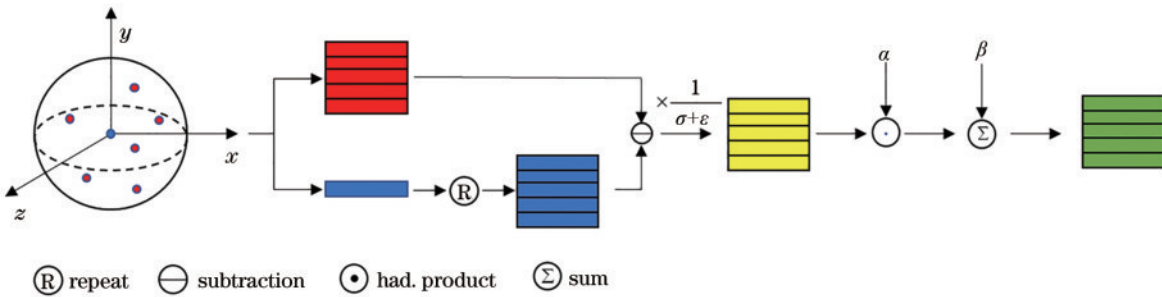 y
x
z
R
× 1
σ+ε
α
β
Σ
R repeat
subtraction
had. product
Σ sum